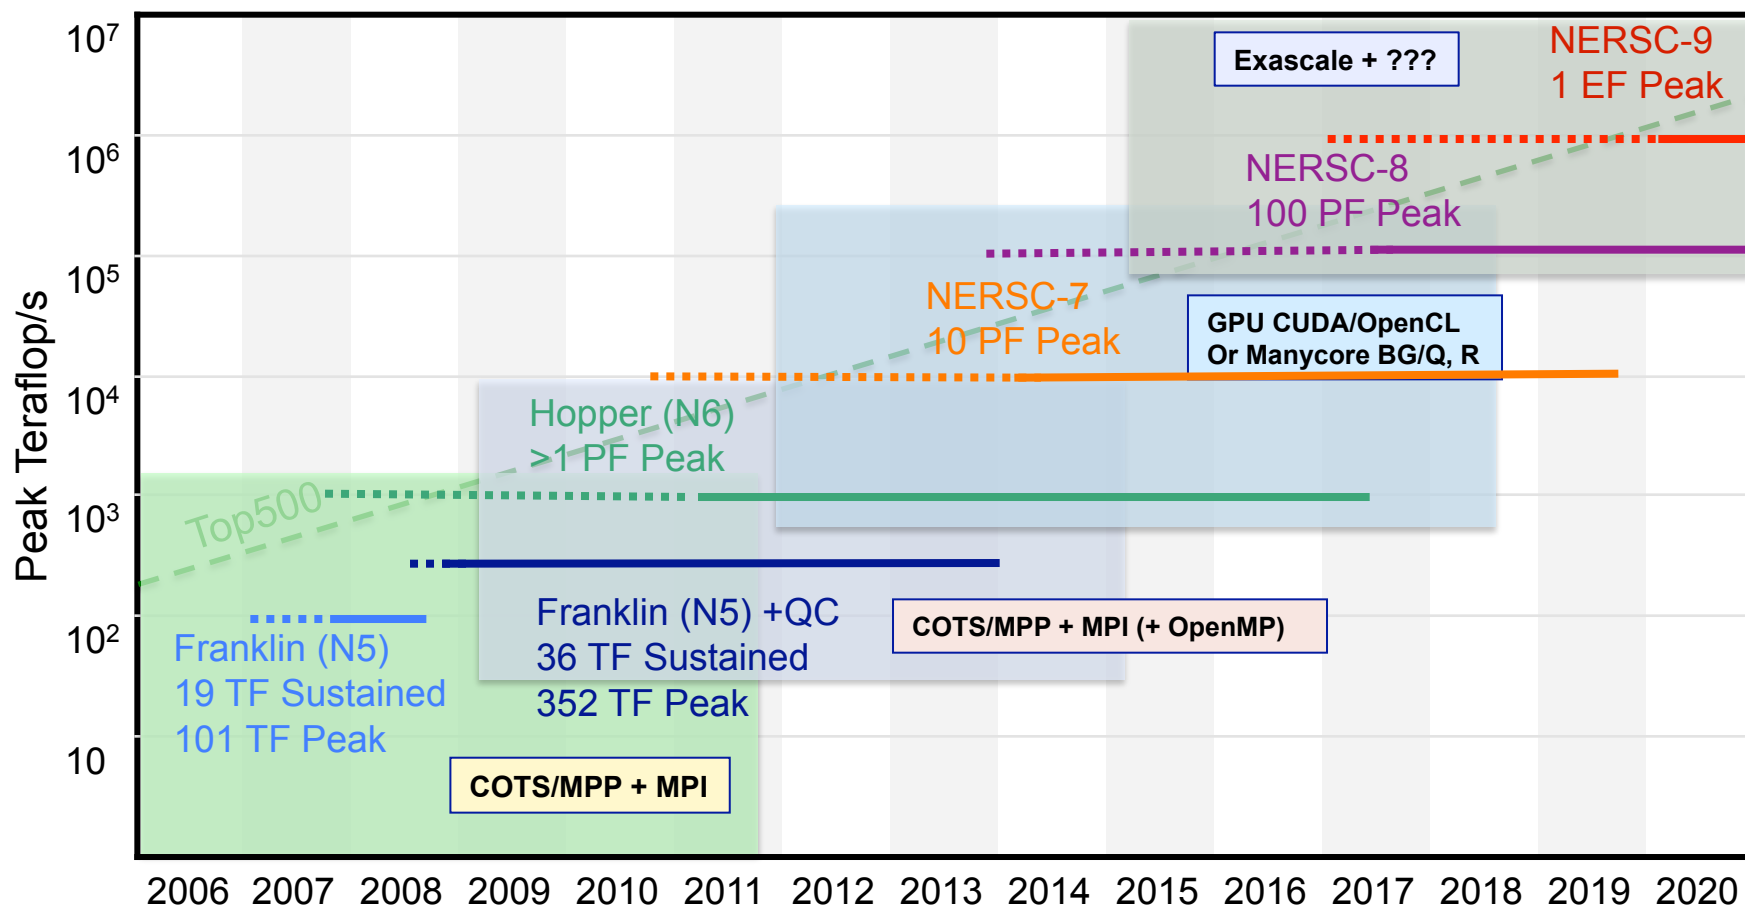 10⁷
10⁶
10⁵
10⁴
10³
10²
10
Peak Teraflop/s
Exascale + ???
NERSC-9
1 EF Peak
NERSC-8
100 PF Peak
NERSC-7
10 PF Peak
GPU CUDA/OpenCL
Or Manycore BG/Q, R
Hopper (N6)
>1 PF Peak
Top500
Franklin (N5)
19 TF Sustained
101 TF Peak
Franklin (N5) +QC
36 TF Sustained
352 TF Peak
COTS/MPP + MPI (+ OpenMP)
COTS/MPP + MPI
2006 2007 2008 2009 2010 2011 2012 2013 2014 2015 2016 2017 2018 2019 2020